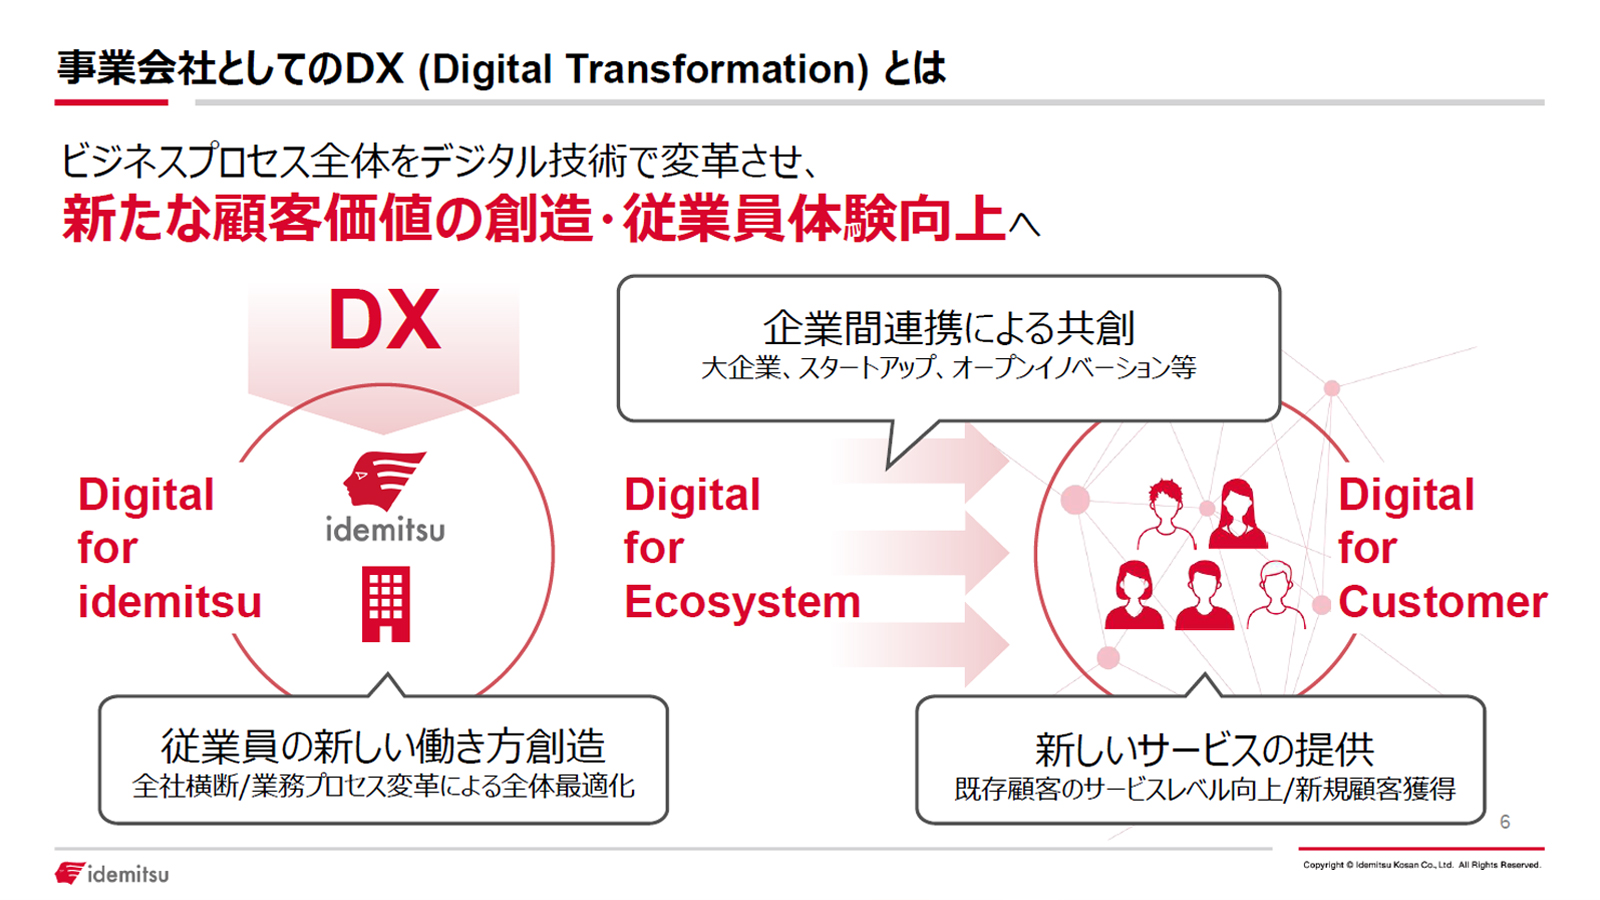 事業会社としてのDX (Digital Transformation) とは
ビジネスプロセス全体をデジタル技術で変革させ、
新たな顧客価値の創造・従業員体験向上へ
DX
企業間連携による共創
大企業、スタートアップ、オープンイノベーション等
Digital
for
idemitsu
idemitsu
Digital
for
Ecosystem
Digital
for
Customer
従業員の新しい働き方創造
全社横断/業務プロセス変革による全体最適化
新しいサービスの提供
既存顧客のサービスレベル向上/新規顧客獲得
6
idemitsu
Copyright © Idemitsu Kosan Co., Ltd. All Rights Reserved.